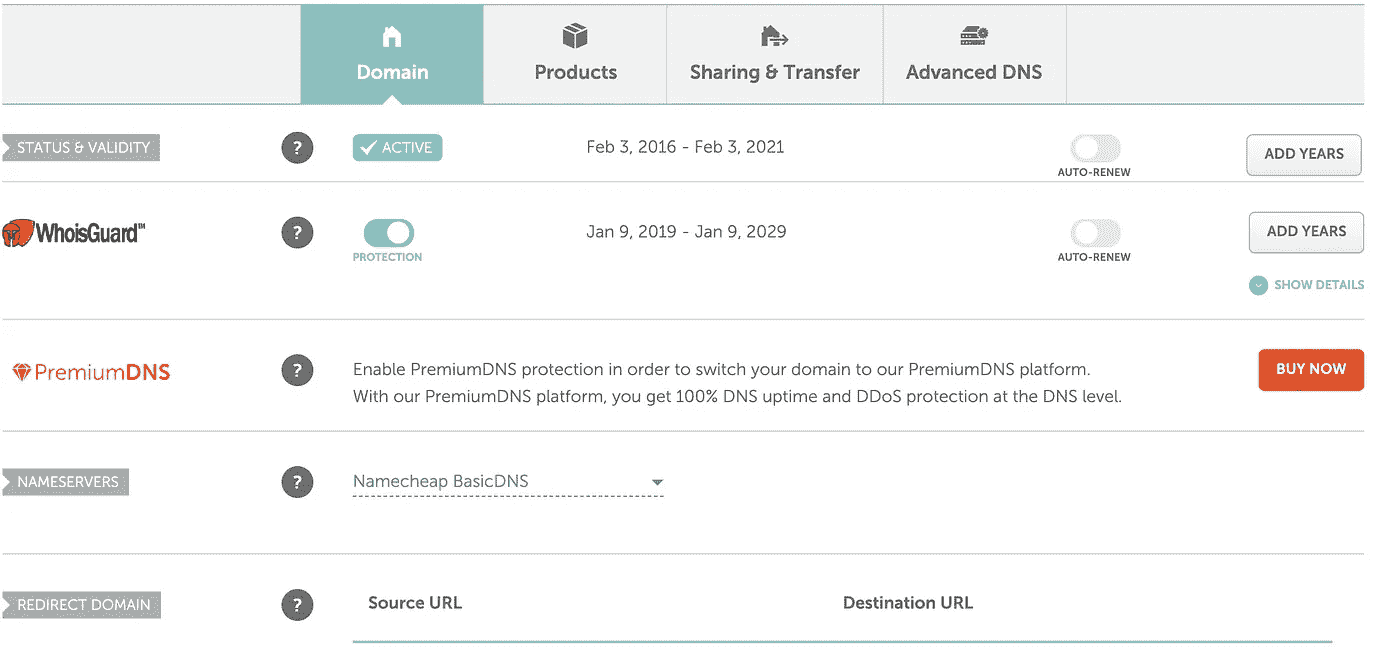 Domain
Products
Sharing & Transfer
Advanced DNS
STATUS & VALIDITY
?
ACTIVE
Feb 3, 2016 - Feb 3, 2021
AUTO-RENEW
ADD YEARS
WhoisGuard™
?
PROTECTION
Jan 9, 2019 - Jan 9, 2029
AUTO-RENEW
ADD YEARS
SHOW DETAILS
PremiumDNS
?
Enable PremiumDNS protection in order to switch your domain to our PremiumDNS platform.
With our PremiumDNS platform, you get 100% DNS uptime and DDoS protection at the DNS level.
BUY NOW
NAMESERVERS
?
Namecheap BasicDNS
REDIRECT DOMAIN
?
Source URL
Destination URL